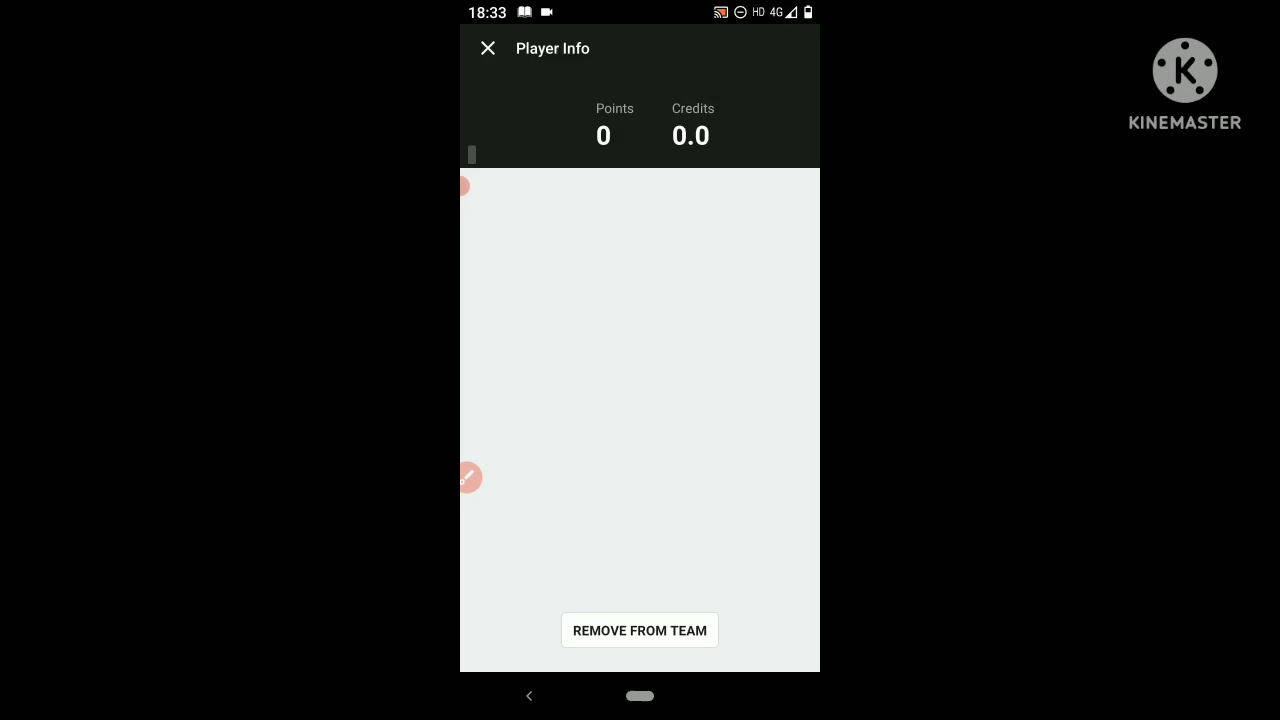 18:33
HD 4G
Player Info
Points Credits
0 0.0
K
KINEMASTER
REMOVE FROM TEAM